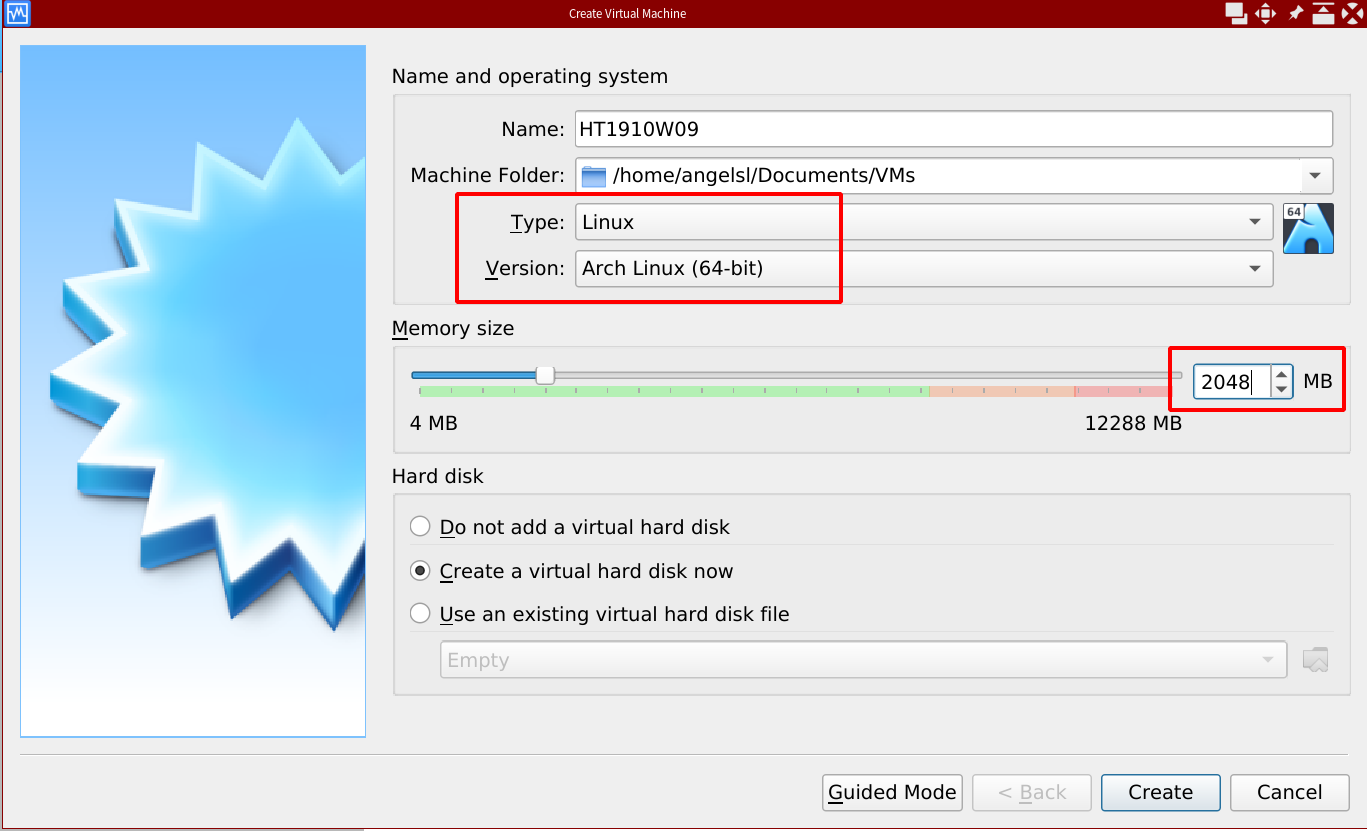 Create Virtual Machine
Name and operating system
Name: HT1910W09
Machine Folder: /home/angelsl/Documents/VMs
Type: Linux
64
Version: Arch Linux (64-bit)
Memory size
2048 MB
4 MB 12288 MB
Hard disk
Do not add a virtual hard disk
Create a virtual hard disk now
Use an existing virtual hard disk file
Empty
Guided Mode < Back Create Cancel